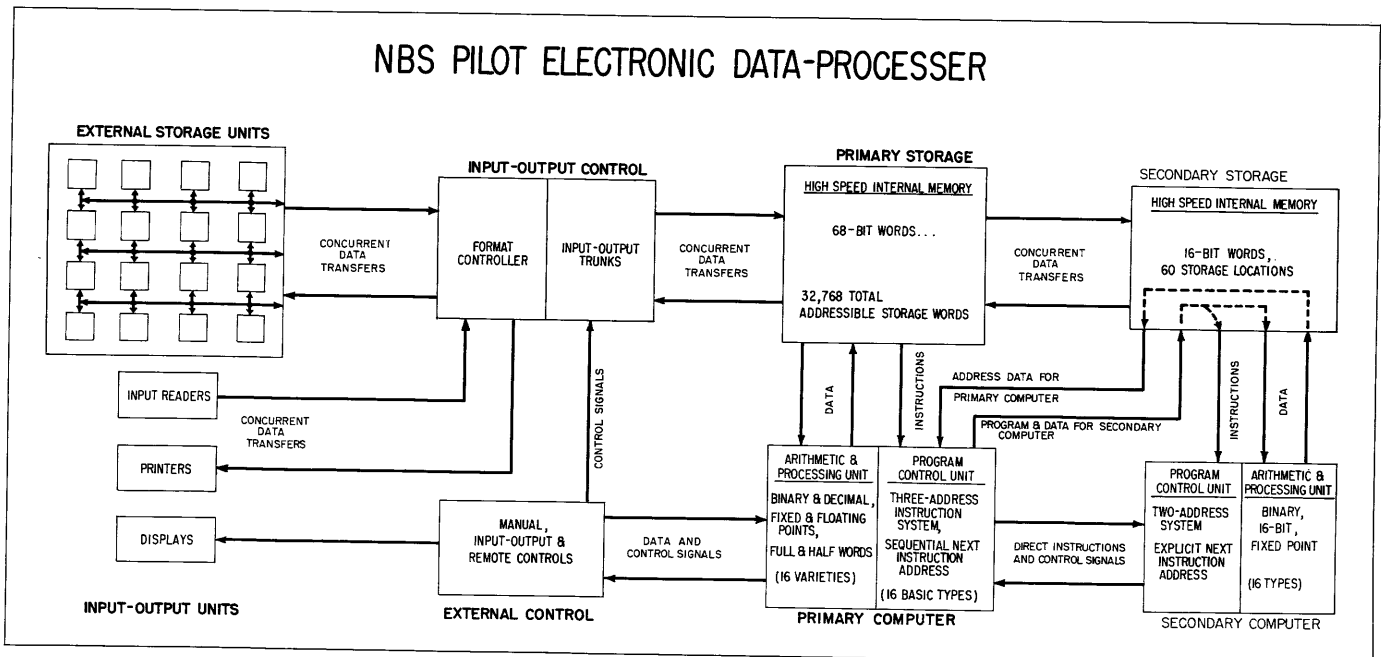 NBS PILOT ELECTRONIC DATA-PROCESSER
EXTERNAL STORAGE UNITS
CONCURRENT
DATA
TRANSFERS
INPUT READERS
CONCURRENT
DATA
TRANSFERS
PRINTERS
DISPLAYS
INPUT-OUTPUT UNITS
INPUT-OUTPUT CONTROL
FORMAT
CONTROLLER
INPUT-OUTPUT
TRUNKS
CONTROL SIGNALS
MANUAL,
INPUT-OUTPUT &
REMOTE CONTROLS
EXTERNAL CONTROL
CONCURRENT
DATA
TRANSFERS
DATA AND
CONTROL SIGNALS
PRIMARY STORAGE
HIGH SPEED INTERNAL MEMORY
68-BIT WORDS...
32,768 TOTAL
ADDRESSIBLE STORAGE WORDS
DATA
INSTRUCTIONS
ADDRESS DATA FOR
PRIMARY COMPUTER
PROGRAM & DATA FOR SECONDARY
COMPUTER
ARITHMETIC &
PROCESSING UNIT
BINARY & DECIMAL,
FIXED & FLOATING
POINTS,
FULL & HALF WORDS
(16 VARIETIES)
PROGRAM
CONTROL UNIT
THREE-ADDRESS
INSTRUCTION
SYSTEM,
SEQUENTIAL NEXT
INSTRUCTION
ADDRESS
(16 BASIC TYPES)
PRIMARY COMPUTER
CONCURRENT
DATA
TRANSFERS
DIRECT INSTRUCTIONS
AND CONTROL SIGNALS
SECONDARY STORAGE
HIGH SPEED INTERNAL MEMORY
16-BIT WORDS,
60 STORAGE LOCATIONS
INSTRUCTIONS
DATA
PROGRAM
CONTROL UNIT
TWO-ADDRESS
SYSTEM
EXPLICIT NEXT
INSTRUCTION
ADDRESS
ARITHMETIC &
PROCESSING UNIT
BINARY,
16-BIT,
FIXED POINT
(16 TYPES)
SECONDARY COMPUTER